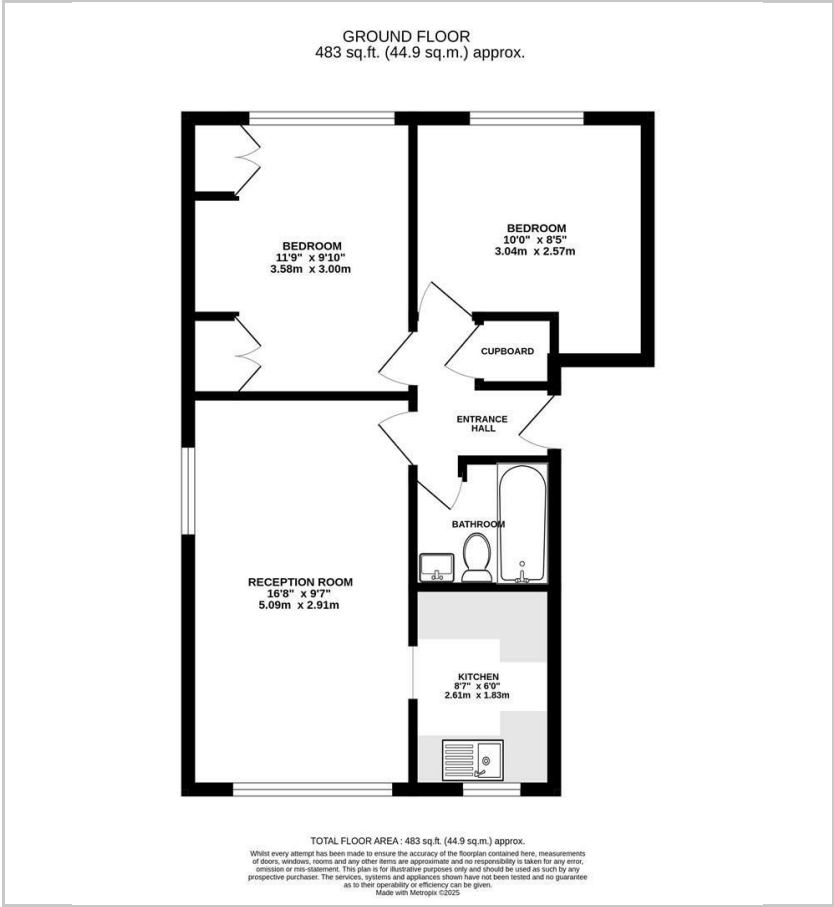 GROUND FLOOR
483 sq.ft. (44.9 sq.m.) approx.
BEDROOM
10'0" x 8'5"
3.04m x 2.57m
BEDROOM
11'9" x 9'10"
3.58m x 3.00m
CUPBOARD
ENTRANCE
HALL
BATHROOM
RECEPTION ROOM
16'8" x 9'7"
5.09m x 2.91m
KITCHEN
8'7" x 6'0"
2.61m x 1.83m
TOTAL FLOOR AREA : 483 sq.ft. (44.9 sq.m.) approx.
Whilst every attempt has been made to ensure the accuracy of the floorplan contained here, measurements
of doors, windows, rooms and any other items are approximate and no responsibility is taken for any error,
omission or mis-statement. This plan is for illustrative purposes only and should be used as such by any
prospective purchaser. The services, systems and appliances shown have not been tested and no guarantee
as to their operability or efficiency can be given.
Made with Metropix ©2025